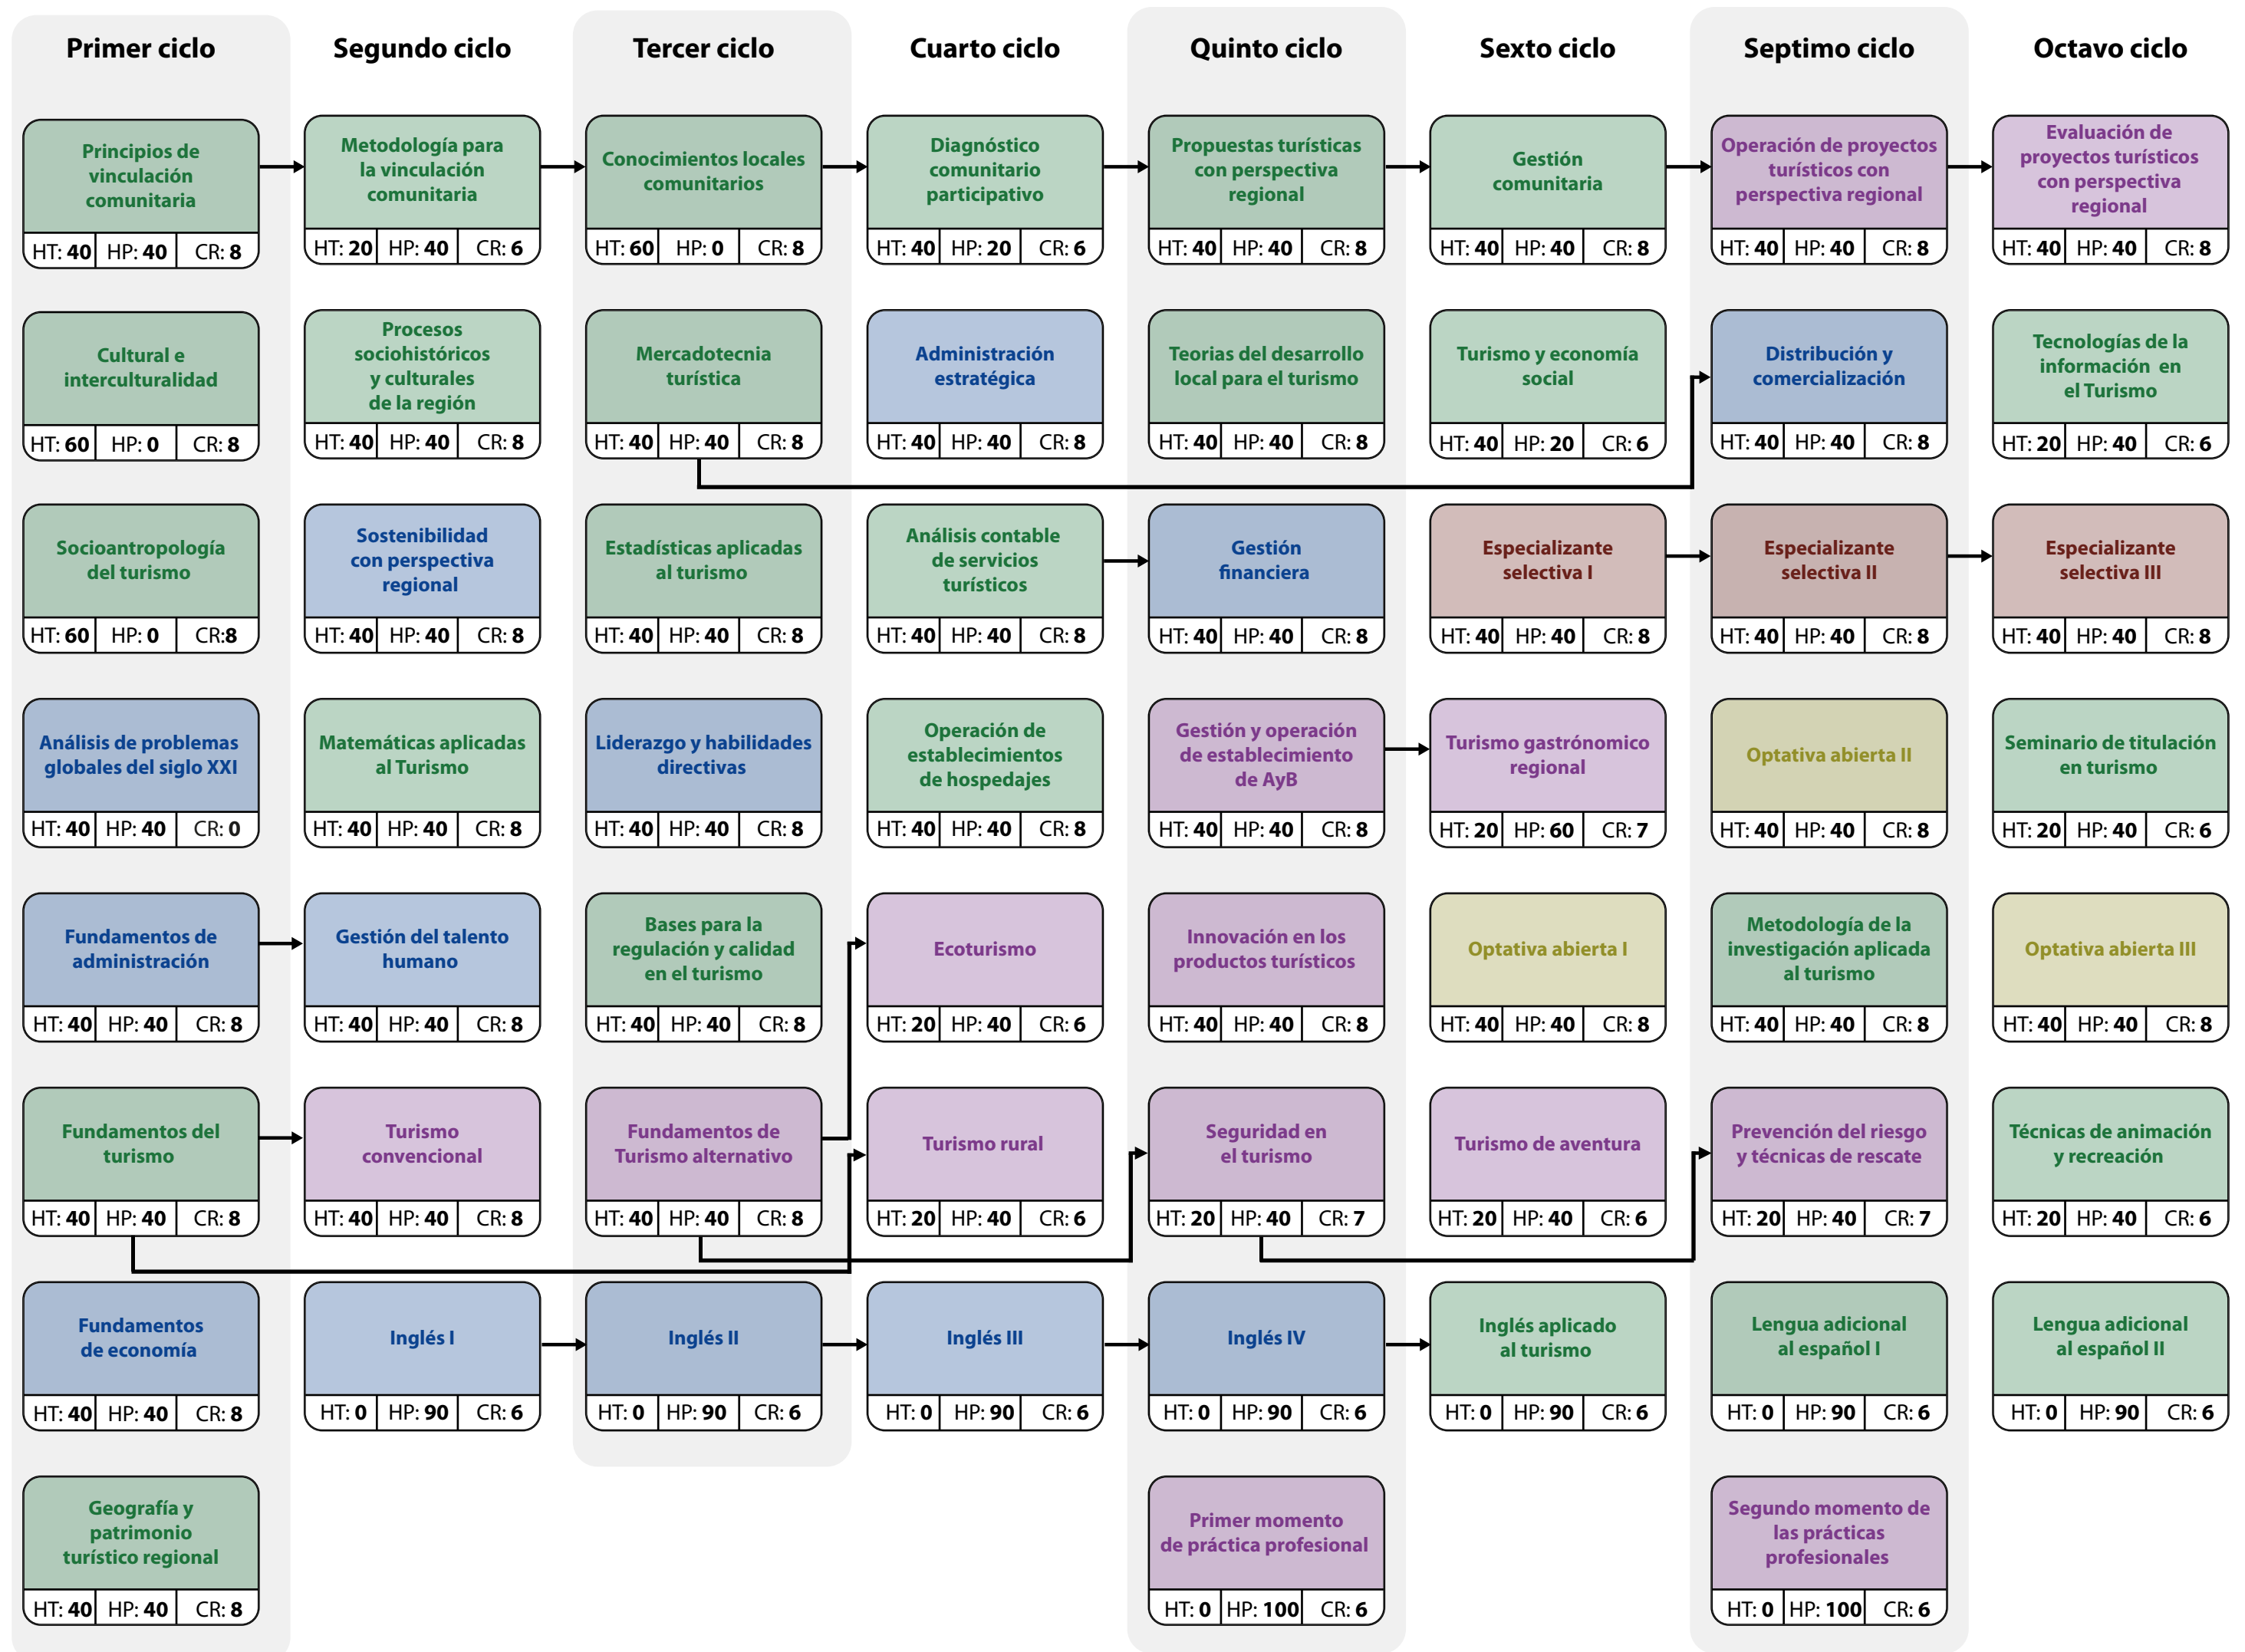 Primer ciclo
Segundo ciclo
Tercer ciclo
Cuarto ciclo
Quinto ciclo
Sexto ciclo
Septimo ciclo
Octavo ciclo
Principios de
vinculación
comunitaria
HT: 40 HP: 40 CR: 8
Metodología para
la vinculación
comunitaria
HT: 20 HP: 40 CR: 6
Conocimientos locales
comunitarios
HT: 60 HP: 0 CR: 8
Diagnóstico
comunitario
participativo
HT: 40 HP: 20 CR: 6
Propuestas turísticas
con perspectiva
regional
HT: 40 HP: 40 CR: 8
Gestión
comunitaria
HT: 40 HP: 40 CR: 8
Operación de proyectos
turísticos con
perspectiva regional
HT: 40 HP: 40 CR: 8
Evaluación de
proyectos turísticos
con perspectiva
regional
HT: 40 HP: 40 CR: 8
Cultural e
interculturalidad
HT: 60 HP: 0 CR: 8
Procesos
sociohistóricos
y culturales
de la región
HT: 40 HP: 40 CR: 8
Mercadotecnia
turística
HT: 40 HP: 40 CR: 8
Administración
estratégica
HT: 40 HP: 40 CR: 8
Teorias del desarrollo
local para el turismo
HT: 40 HP: 40 CR: 8
Turismo y economía
social
HT: 40 HP: 20 CR: 6
Distribución y
comercialización
HT: 40 HP: 40 CR: 8
Tecnologías de la
información en
el Turismo
HT: 20 HP: 40 CR: 6
Socioantropología
del turismo
HT: 60 HP: 0 CR:8
Sostenibilidad
con perspectiva
regional
HT: 40 HP: 40 CR: 8
Estadísticas aplicadas
al turismo
HT: 40 HP: 40 CR: 8
Análisis contable
de servicios
turísticos
HT: 40 HP: 40 CR: 8
Gestión
financiera
HT: 40 HP: 40 CR: 8
Especializante
selectiva I
HT: 40 HP: 40 CR: 8
Especializante
selectiva II
HT: 40 HP: 40 CR: 8
Especializante
selectiva III
HT: 40 HP: 40 CR: 8
Análisis de problemas
globales del siglo XXI
HT: 40 HP: 40 CR: 0
Matemáticas aplicadas
al Turismo
HT: 40 HP: 40 CR: 8
Liderazgo y habilidades
directivas
HT: 40 HP: 40 CR: 8
Operación de
establecimientos
de hospedajes
HT: 40 HP: 40 CR: 8
Gestión y operación
de establecimiento
de AyB
HT: 40 HP: 40 CR: 8
Turismo gastrónomico
regional
HT: 20 HP: 60 CR: 7
Optativa abierta II
HT: 40 HP: 40 CR: 8
Seminario de titulación
en turismo
HT: 20 HP: 40 CR: 6
Fundamentos de
administración
HT: 40 HP: 40 CR: 8
Gestión del talento
humano
HT: 40 HP: 40 CR: 8
Bases para la
regulación y calidad
en el turismo
HT: 40 HP: 40 CR: 8
Ecoturismo
HT: 20 HP: 40 CR: 6
Innovación en los
productos turísticos
HT: 40 HP: 40 CR: 8
Optativa abierta I
HT: 40 HP: 40 CR: 8
Metodología de la
investigación aplicada
al turismo
HT: 40 HP: 40 CR: 8
Optativa abierta III
HT: 40 HP: 40 CR: 8
Fundamentos del
turismo
HT: 40 HP: 40 CR: 8
Turismo
convencional
HT: 40 HP: 40 CR: 8
Fundamentos de
Turismo alternativo
HT: 40 HP: 40 CR: 8
Turismo rural
HT: 20 HP: 40 CR: 6
Seguridad en
el turismo
HT: 20 HP: 40 CR: 7
Turismo de aventura
HT: 20 HP: 40 CR: 6
Prevención del riesgo
y técnicas de rescate
HT: 20 HP: 40 CR: 7
Técnicas de animación
y recreación
HT: 20 HP: 40 CR: 6
Fundamentos
de economía
HT: 40 HP: 40 CR: 8
Inglés I
HT: 0 HP: 90 CR: 6
Inglés II
HT: 0 HP: 90 CR: 6
Inglés III
HT: 0 HP: 90 CR: 6
Inglés IV
HT: 0 HP: 90 CR: 6
Inglés aplicado
al turismo
HT: 0 HP: 90 CR: 6
Lengua adicional
al español I
HT: 0 HP: 90 CR: 6
Lengua adicional
al español II
HT: 0 HP: 90 CR: 6
Geografía y
patrimonio
turístico regional
HT: 40 HP: 40 CR: 8
Primer momento
de práctica profesional
HT: 0 HP: 100 CR: 6
Segundo momento de
las prácticas
profesionales
HT: 0 HP: 100 CR: 6